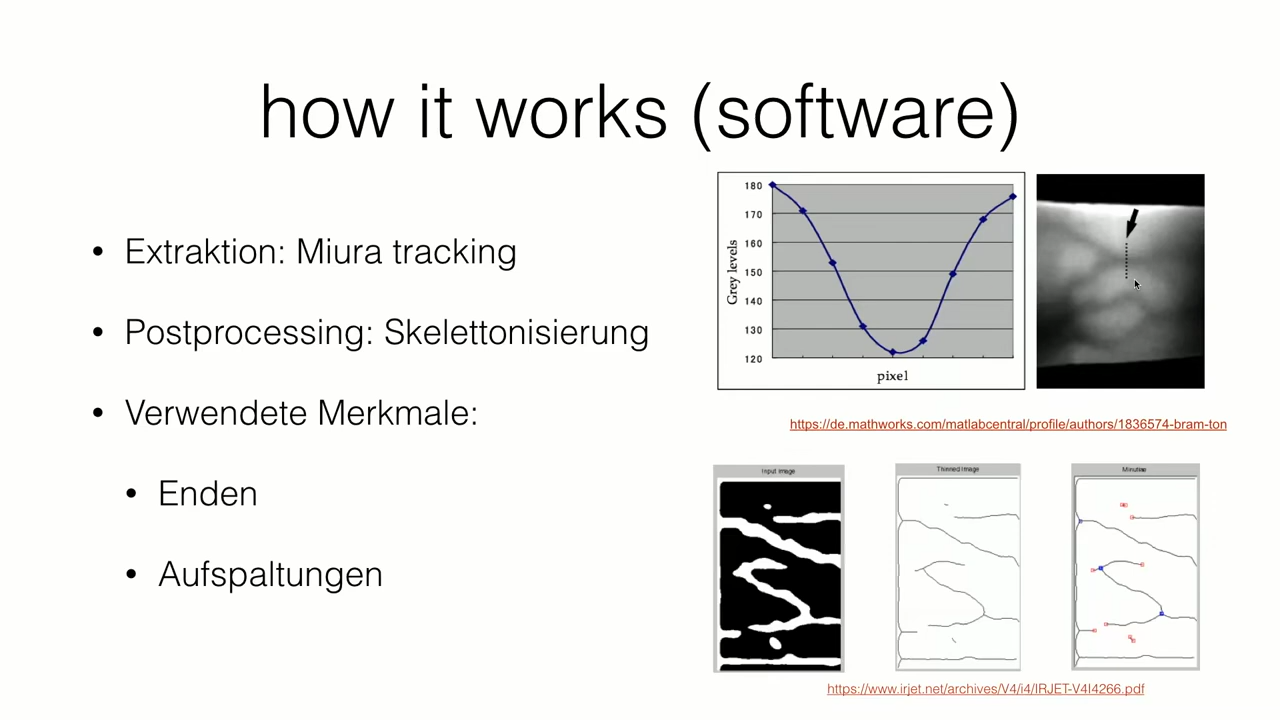 how it works (software)
• Extraktion: Miura tracking
• Postprocessing: Skelettonisierung
• Verwendete Merkmale:
• Enden
• Aufspaltungen
180
170
160
150
140
130
120
Grey levels
pixel
https://de.mathworks.com/matlabcentral/profile/authors/1836574-bram-ton
Input Image
Thinned Image
Minutiae
https://www.irjet.net/archives/V4/i4/IRJET-V4I4266.pdf